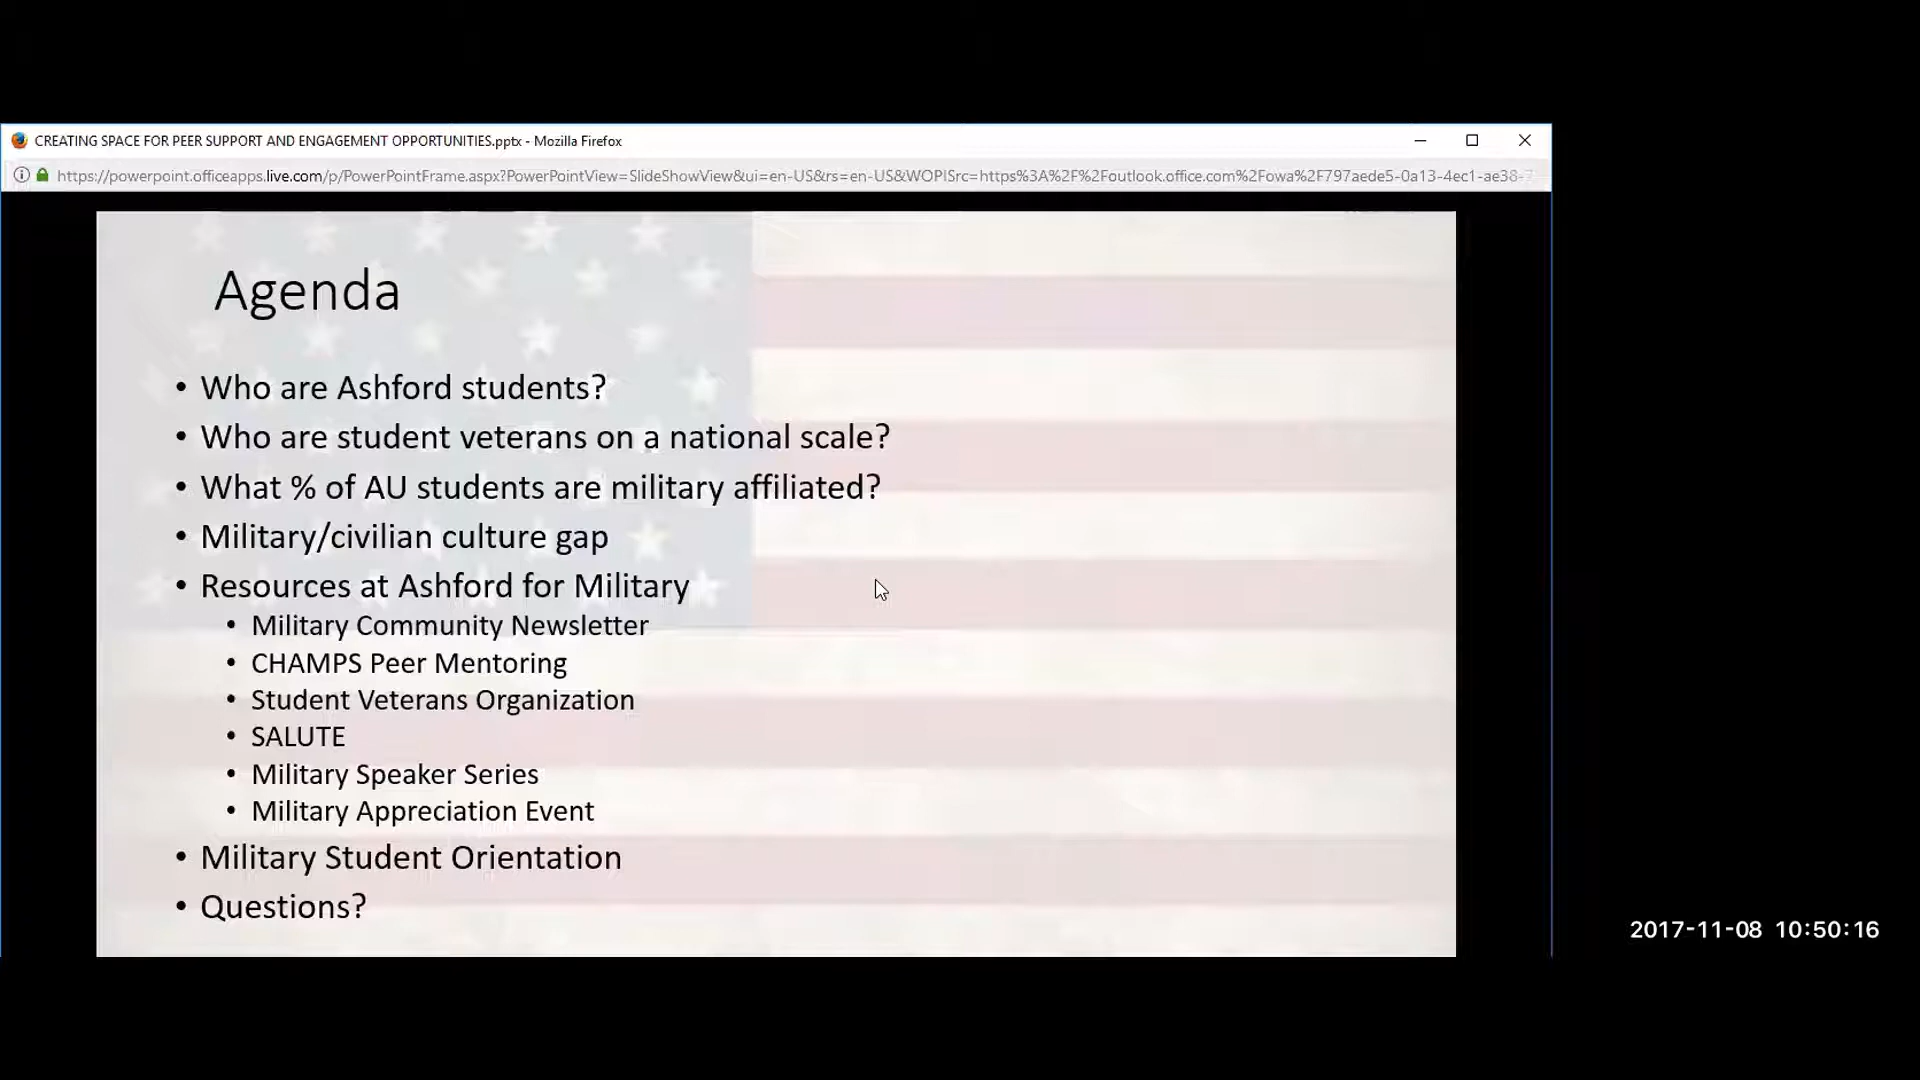 CREATING SPACE FOR PEER SUPPORT AND ENGAGEMENT OPPORTUNITIES.pptx - Mozilla Firefox
https://powerpoint.officeapps.live.com/p/PowerPointFrame.aspx?PowerPointView=SlideShowView&ui=en-US&rs=en-US&WOPISrc=https%3A%2F%2Foutlook.office.com%2Fowa%2F797aede5-0a13-4ec1-ae38-7
Agenda
• Who are Ashford students?
• Who are student veterans on a national scale?
• What % of AU students are military affiliated?
• Military/civilian culture gap
• Resources at Ashford for Military
• Military Community Newsletter
• CHAMPS Peer Mentoring
• Student Veterans Organization
• SALUTE
• Military Speaker Series
• Military Appreciation Event
• Military Student Orientation
• Questions?
2017-11-08 10:50:16